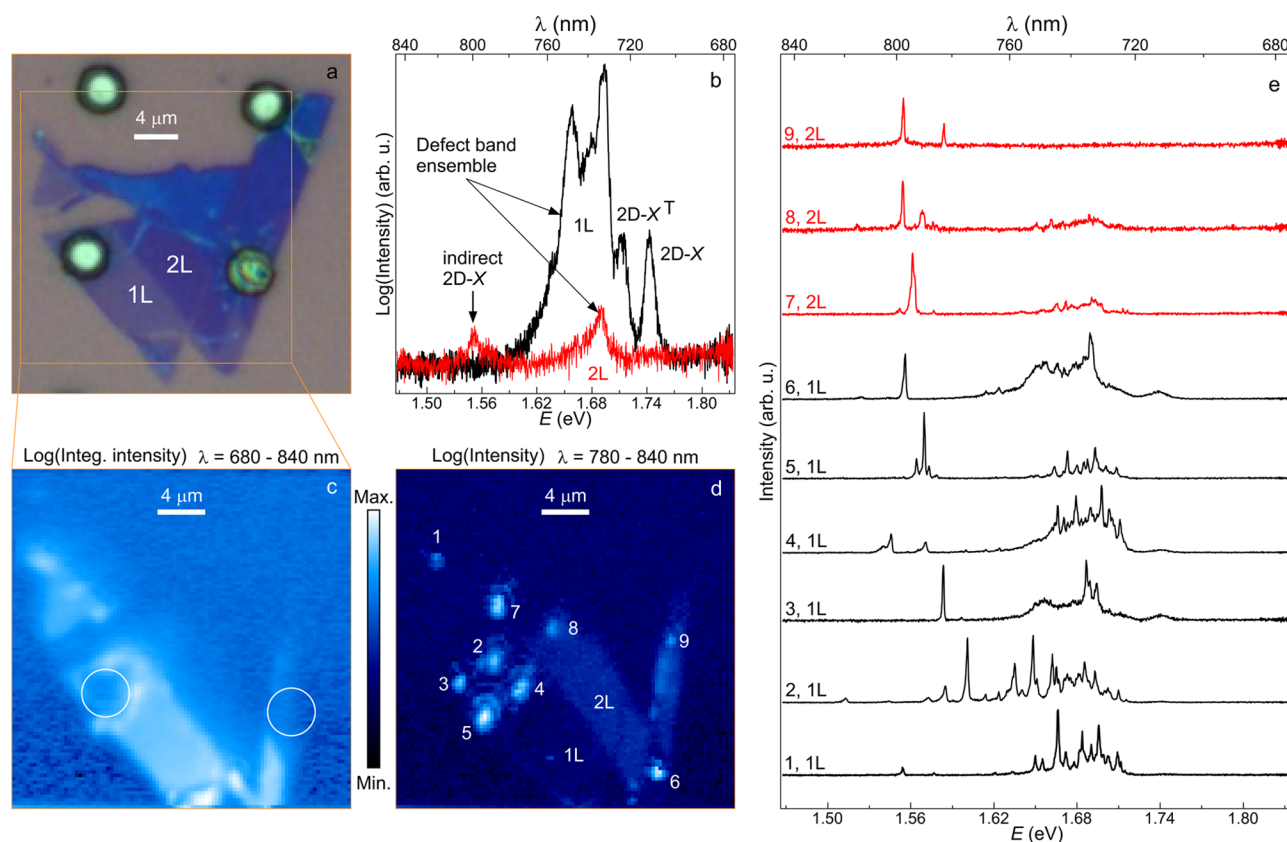 a
4 μm
2L
1L
λ (nm)
840 800 760 720 680
b
Log(Intensity) (arb. u.)
Defect band
ensemble
1L
2D-X T
2D-X
indirect
2D-X
2L
1.50 1.56 1.62 1.68 1.74 1.80
E (eV)
Log(Integ. intensity) λ = 680 - 840 nm
c
4 μm
Max.
Min.
Log(Intensity) λ = 780 - 840 nm
d
4 μm
1
7
8
2
9
3
4
2L
5
1L
6
λ (nm)
840 800 760 720 680
e
Intensity (arb. u.)
9, 2L
8, 2L
7, 2L
6, 1L
5, 1L
4, 1L
3, 1L
2, 1L
1, 1L
1.50 1.56 1.62 1.68 1.74 1.80
E (eV)